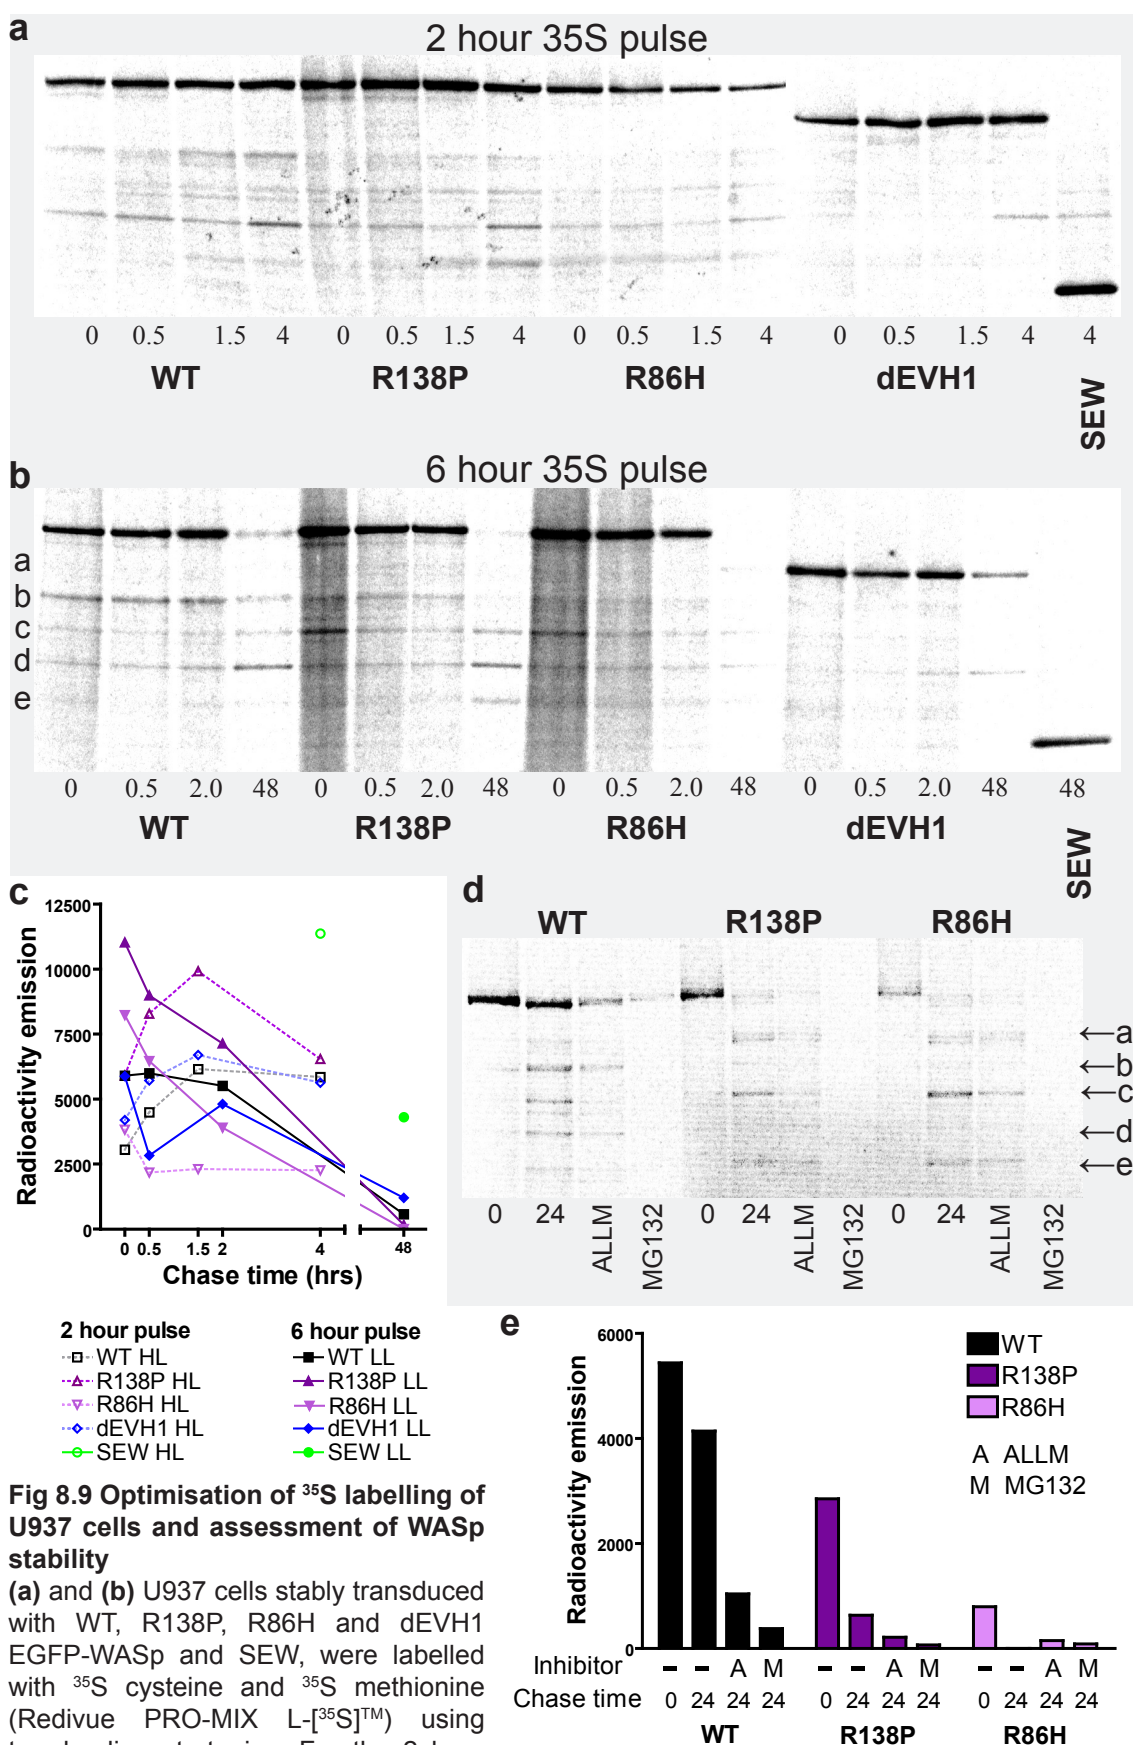 a
2 hour 35S pulse
0 0.5 1.5 4 0 0.5 1.5 4 0 0.5 1.5 4 0 0.5 1.5 4 4
WT R138P R86H dEVH1 SEW
b
6 hour 35S pulse
a
b
c
d
e
0 0.5 2.0 48 0 0.5 2.0 48 0 0.5 2.0 48 0 0.5 2.0 48 48
WT R138P R86H dEVH1 SEW
c
Radioactivity emission
12500
10000
7500
5000
2500
0
0 0.5 1.5 2 4 48
Chase time (hrs)
2 hour pulse
WT HL
R138P HL
R86H HL
dEVH1 HL
SEW HL
6 hour pulse
WT LL
R138P LL
R86H LL
dEVH1 LL
SEW LL
d
WT R138P R86H
←a
←b
←c
←d
←e
0 24 ALLM MG132 0 24 ALLM MG132 0 24 ALLM MG132
e
Radioactivity emission
6000
4000
2000
0
WT
R138P
R86H
A ALLM
M MG132
Inhibitor – – A M – – A M – – A M
Chase time 0 24 24 24 0 24 24 24 0 24 24 24
WT R138P R86H
Fig 8.9 Optimisation of ³⁵S labelling of
U937 cells and assessment of WASp
stability
(a) and (b) U937 cells stably transduced
with WT, R138P, R86H and dEVH1
EGFP-WASp and SEW, were labelled
with ³⁵S cysteine and ³⁵S methionine
(Redivue PRO-MIX L-[³⁵S]™) using